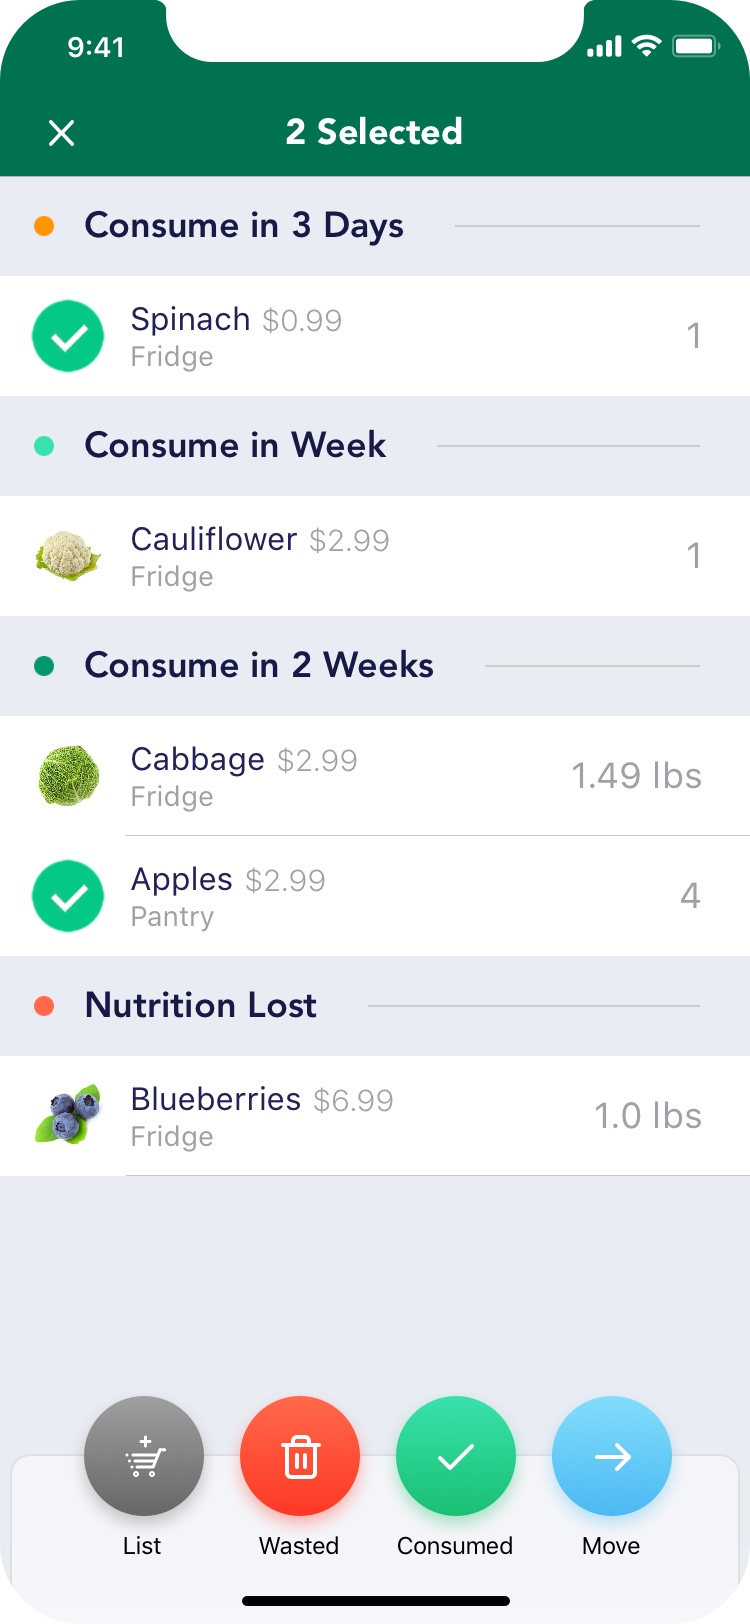 9:41
2 Selected
Consume in 3 Days
Spinach $0.99 1
Fridge
Consume in Week
Cauliflower $2.99 1
Fridge
Consume in 2 Weeks
Cabbage $2.99 1.49 lbs
Fridge
Apples $2.99 4
Pantry
Nutrition Lost
Blueberries $6.99 1.0 lbs
Fridge
List Wasted Consumed Move